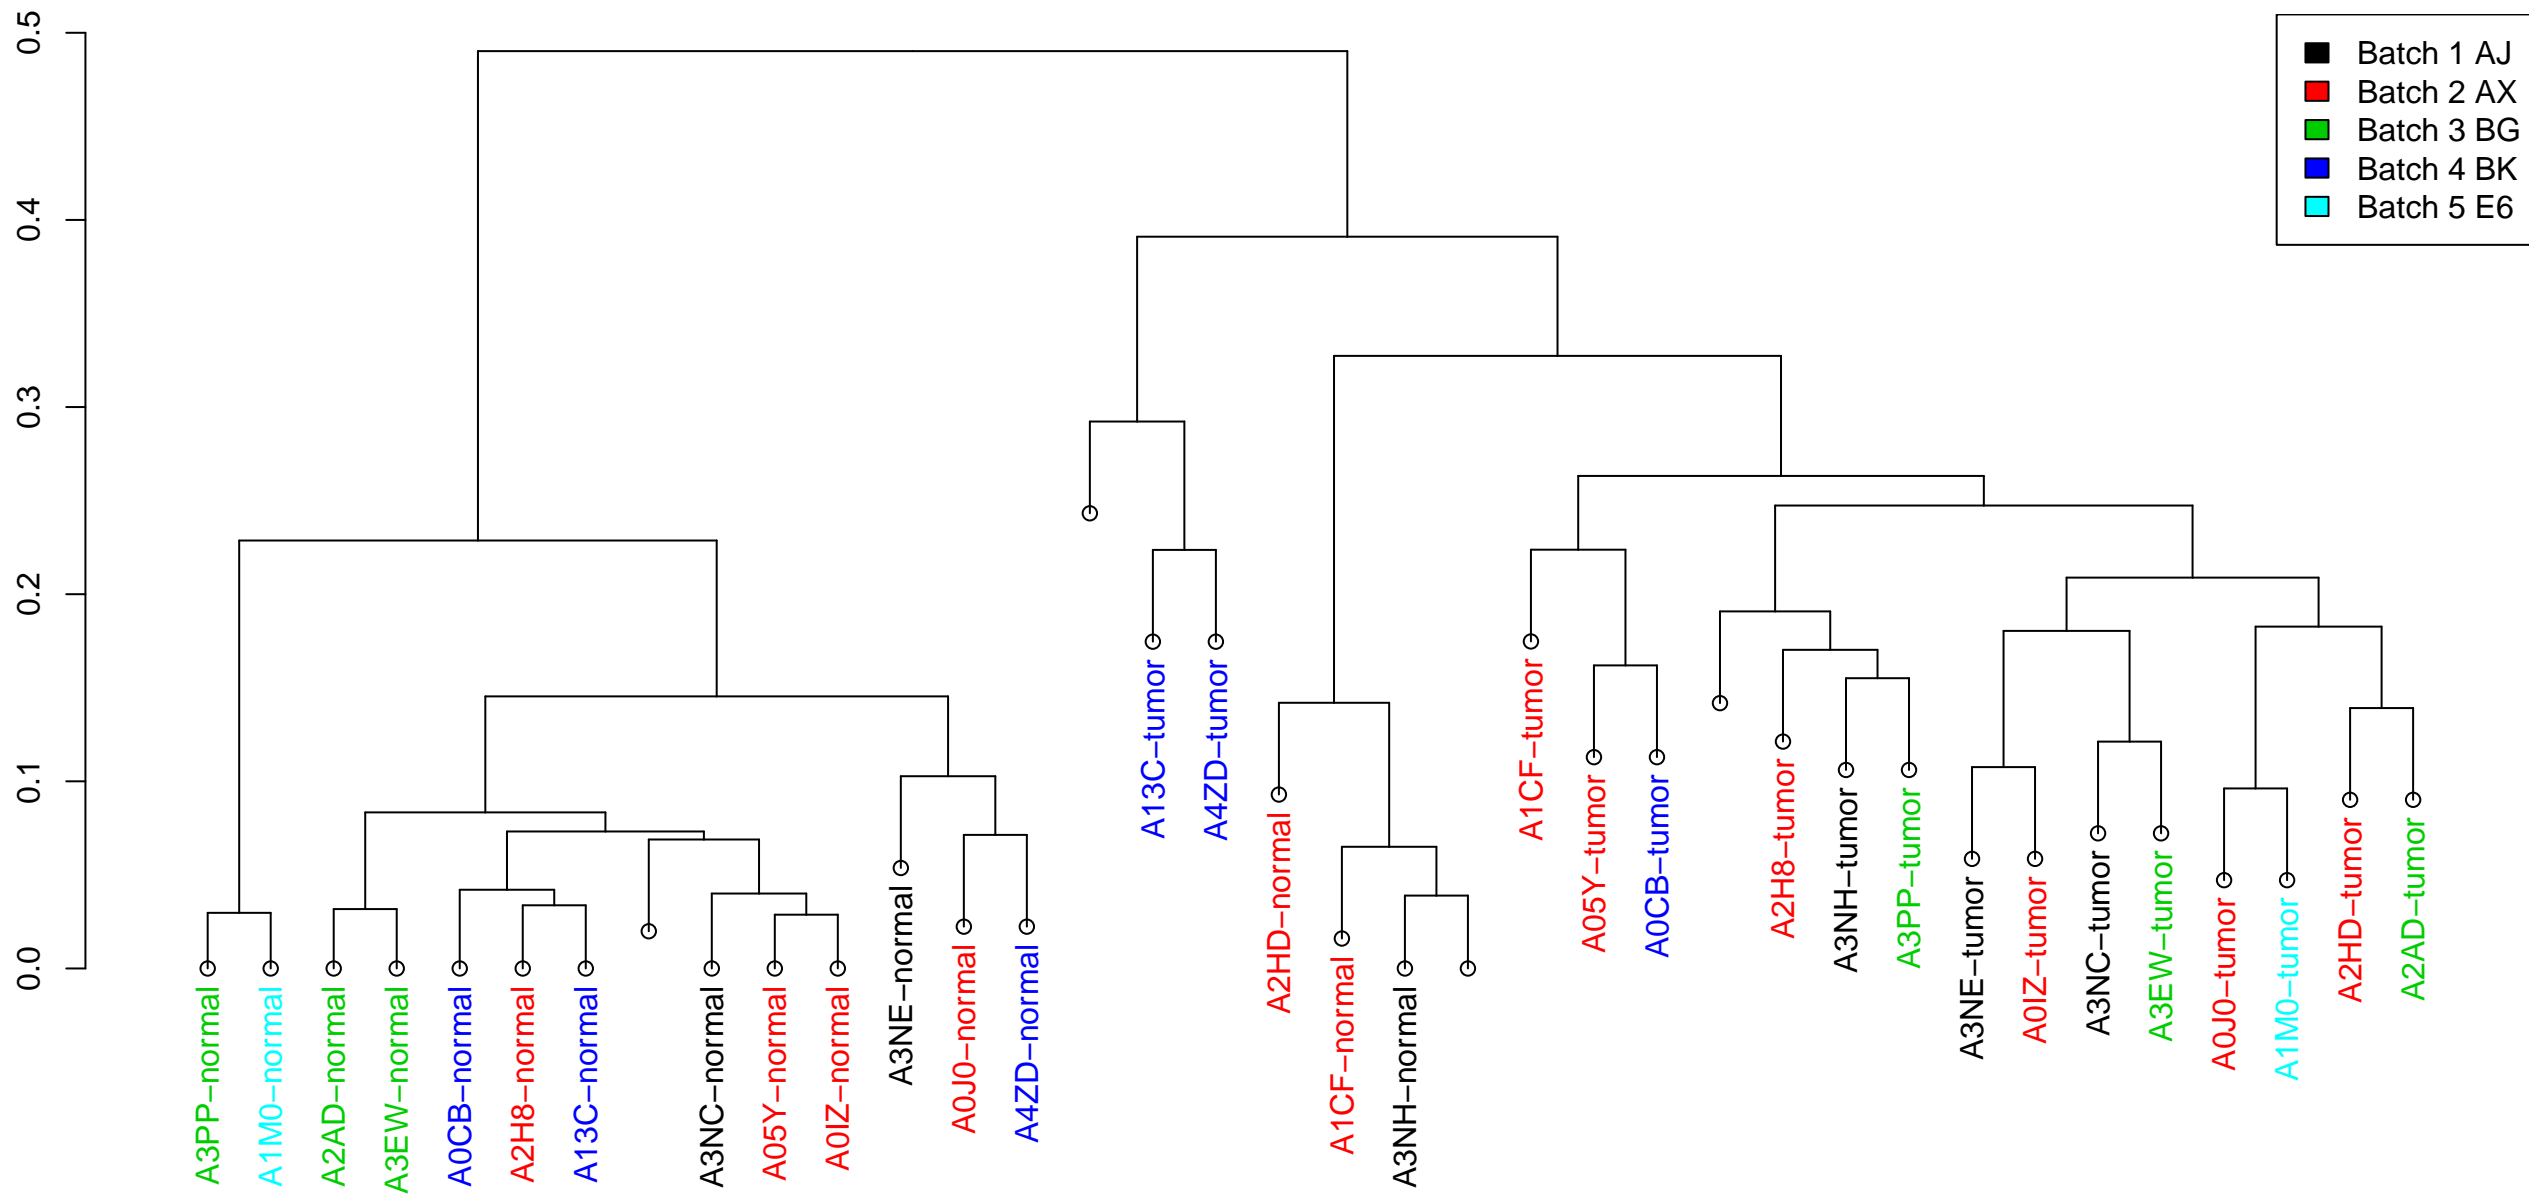 0.5
0.4
0.3
0.2
0.1
0.0
Batch 1 AJ
Batch 2 AX
Batch 3 BG
Batch 4 BK
Batch 5 E6
A3PP−normal
A1M0−normal
A2AD−normal
A3EW−normal
A0CB−normal
A2H8−normal
A13C−normal
A3NC−normal
A05Y−normal
A0IZ−normal
A3NE−normal
A0J0−normal
A4ZD−normal
A13C−tumor
A4ZD−tumor
A2HD−normal
A1CF−normal
A3NH−normal
A1CF−tumor
A05Y−tumor
A0CB−tumor
A2H8−tumor
A3NH−tumor
A3PP−tumor
A3NE−tumor
A0IZ−tumor
A3NC−tumor
A3EW−tumor
A0J0−tumor
A1M0−tumor
A2HD−tumor
A2AD−tumor